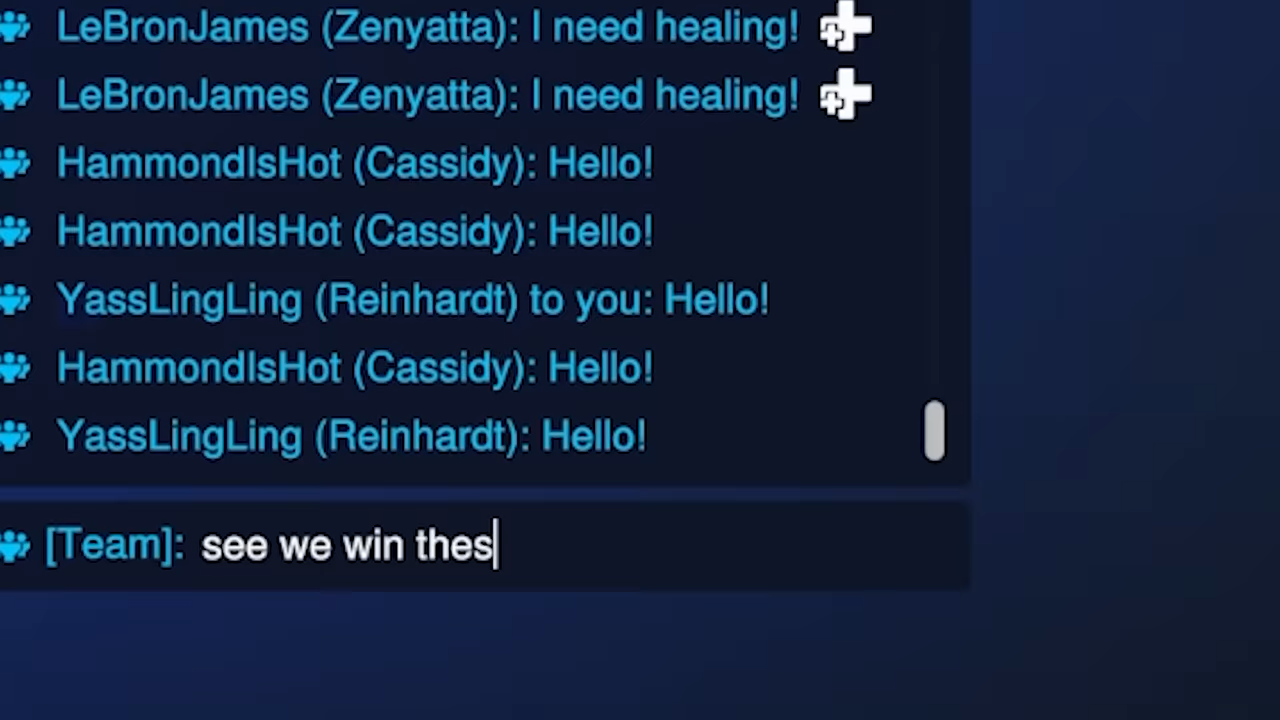 LeBronJames (Zenyatta): I need healing!
LeBronJames (Zenyatta): I need healing!
HammondIsHot (Cassidy): Hello!
HammondIsHot (Cassidy): Hello!
YassLingLing (Reinhardt) to you: Hello!
HammondIsHot (Cassidy): Hello!
YassLingLing (Reinhardt): Hello!
[Team]: see we win thes